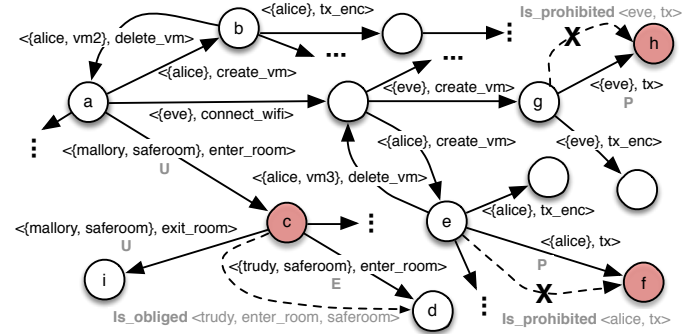 <{alice}, tx_enc>
Is_prohibited <eve, tx>
<{alice, vm2}, delete_vm>
b
...
X
h
...
<{alice}, create_vm>
<{eve}, create_vm>
g
<{eve}, tx>
P
a
<{eve}, connect_wifi>
<{eve}, tx_enc>
<{alice}, create_vm>
...
<{mallory, saferoom}, enter_room>
U
<{alice, vm3}, delete_vm>
c
...
e
<{alice}, tx_enc>
<{mallory, saferoom}, exit_room>
U
<{alice}, tx>
P
<{trudy, saferoom}, enter_room>
E
i
f
X
...
d
Is_obliged <trudy, enter_room, saferoom>
Is_prohibited <alice, tx>